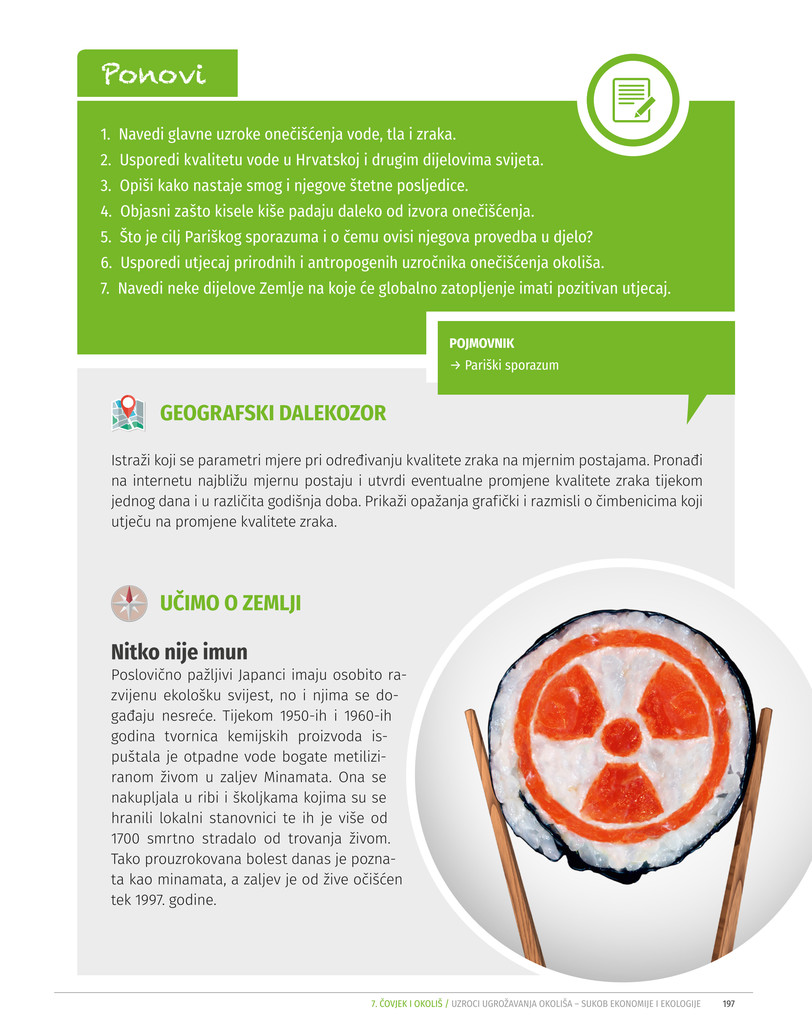 Ponovi
1. Navedi glavne uzroke onečišćenja vode, tla i zraka.
2. Usporedi kvalitetu vode u Hrvatskoj i drugim dijelovima svijeta.
3. Opiši kako nastaje smog i njegove štetne posljedice.
4. Objasni zašto kisele kiše padaju daleko od izvora onečišćenja.
5. Što je cilj Pariškog sporazuma i o čemu ovisi njegova provedba u djelo?
6. Usporedi utjecaj prirodnih i antropogenih uzročnika onečišćenja okoliša.
7. Navedi neke dijelove Zemlje na koje će globalno zatopljenje imati pozitivan utjecaj.
POJMOVNIK
→ Pariški sporazum
GEOGRAFSKI DALEKOZOR
Istraži koji se parametri mjere pri određivanju kvalitete zraka na mjernim postajama. Pronađi
na internetu najbližu mjernu postaju i utvrdi eventualne promjene kvalitete zraka tijekom
jednog dana i u različita godišnja doba. Prikaži opažanja grafički i razmisli o čimbenicima koji
utječu na promjene kvalitete zraka.
UČIMO O ZEMLJI
Nitko nije imun
Poslovično pažljivi Japanci imaju osobito ra-
zvijenu ekološku svijest, no i njima se do-
gađaju nesreće. Tijekom 1950-ih i 1960-ih
godina tvornica kemijskih proizvoda is-
puštala je otpadne vode bogate metilizi-
ranom živom u zaljev Minamata. Ona se
nakupljala u ribi i školjkama kojima su se
hranili lokalni stanovnici te ih je više od
1700 smrtno stradalo od trovanja živom.
Tako prouzrokovana bolest danas je pozna-
ta kao minamata, a zaljev je od žive očišćen
tek 1997. godine.
7. ČOVJEK I OKOLIŠ / UZROCI UGROŽAVANJA OKOLIŠA – SUKOB EKONOMIJE I EKOLOGIJE 197